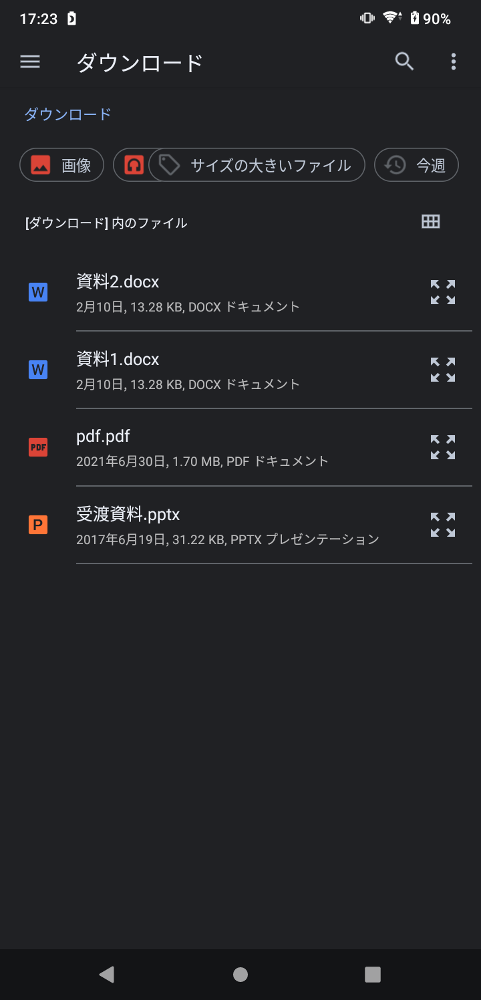 17:23 90%
ダウンロード
ダウンロード
画像 サイズの大きいファイル 今週
[ダウンロード] 内のファイル
W 資料2.docx
2月10日, 13.28 KB, DOCX ドキュメント
W 資料1.docx
2月10日, 13.28 KB, DOCX ドキュメント
PDF pdf.pdf
2021年6月30日, 1.70 MB, PDF ドキュメント
P 受渡資料.pptx
2017年6月19日, 31.22 KB, PPTX プレゼンテーション